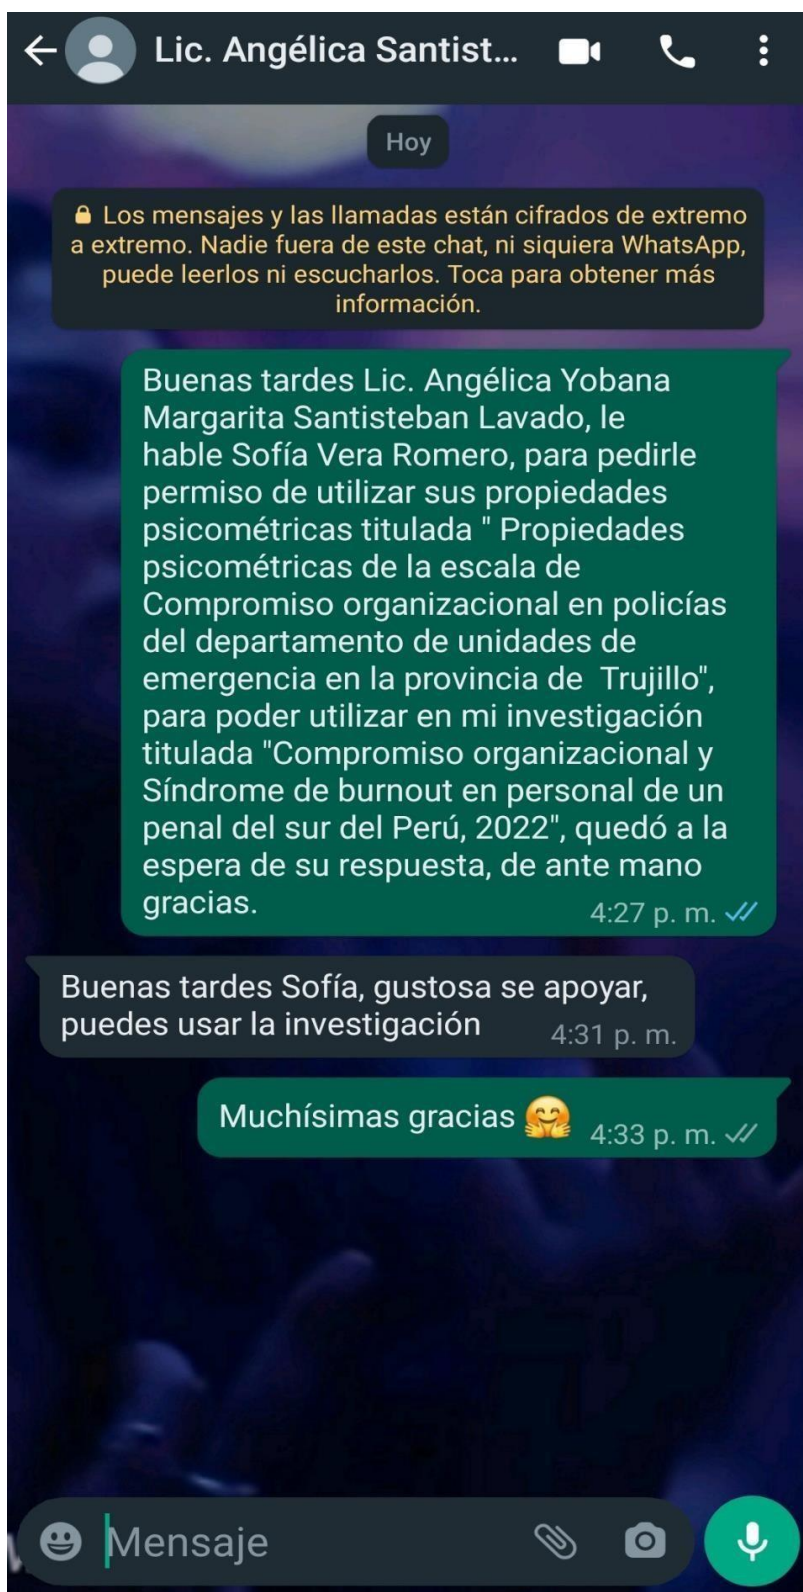 Lic. Angélica Santist...
Hoy
Los mensajes y las llamadas están cifrados de extremo
a extremo. Nadie fuera de este chat, ni siquiera WhatsApp,
puede leerlos ni escucharlos. Toca para obtener más
información.
Buenas tardes Lic. Angélica Yobana
Margarita Santisteban Lavado, le
hable Sofía Vera Romero, para pedirle
permiso de utilizar sus propiedades
psicométricas titulada " Propiedades
psicométricas de la escala de
Compromiso organizacional en policías
del departamento de unidades de
emergencia en la provincia de  Trujillo",
para poder utilizar en mi investigación
titulada "Compromiso organizacional y
Síndrome de burnout en personal de un
penal del sur del Perú, 2022", quedó a la
espera de su respuesta, de ante mano
gracias.
4:27 p. m.
Buenas tardes Sofía, gustosa se apoyar,
puedes usar la investigación
4:31 p. m.
Muchísimas gracias 🤗
4:33 p. m.
Mensaje